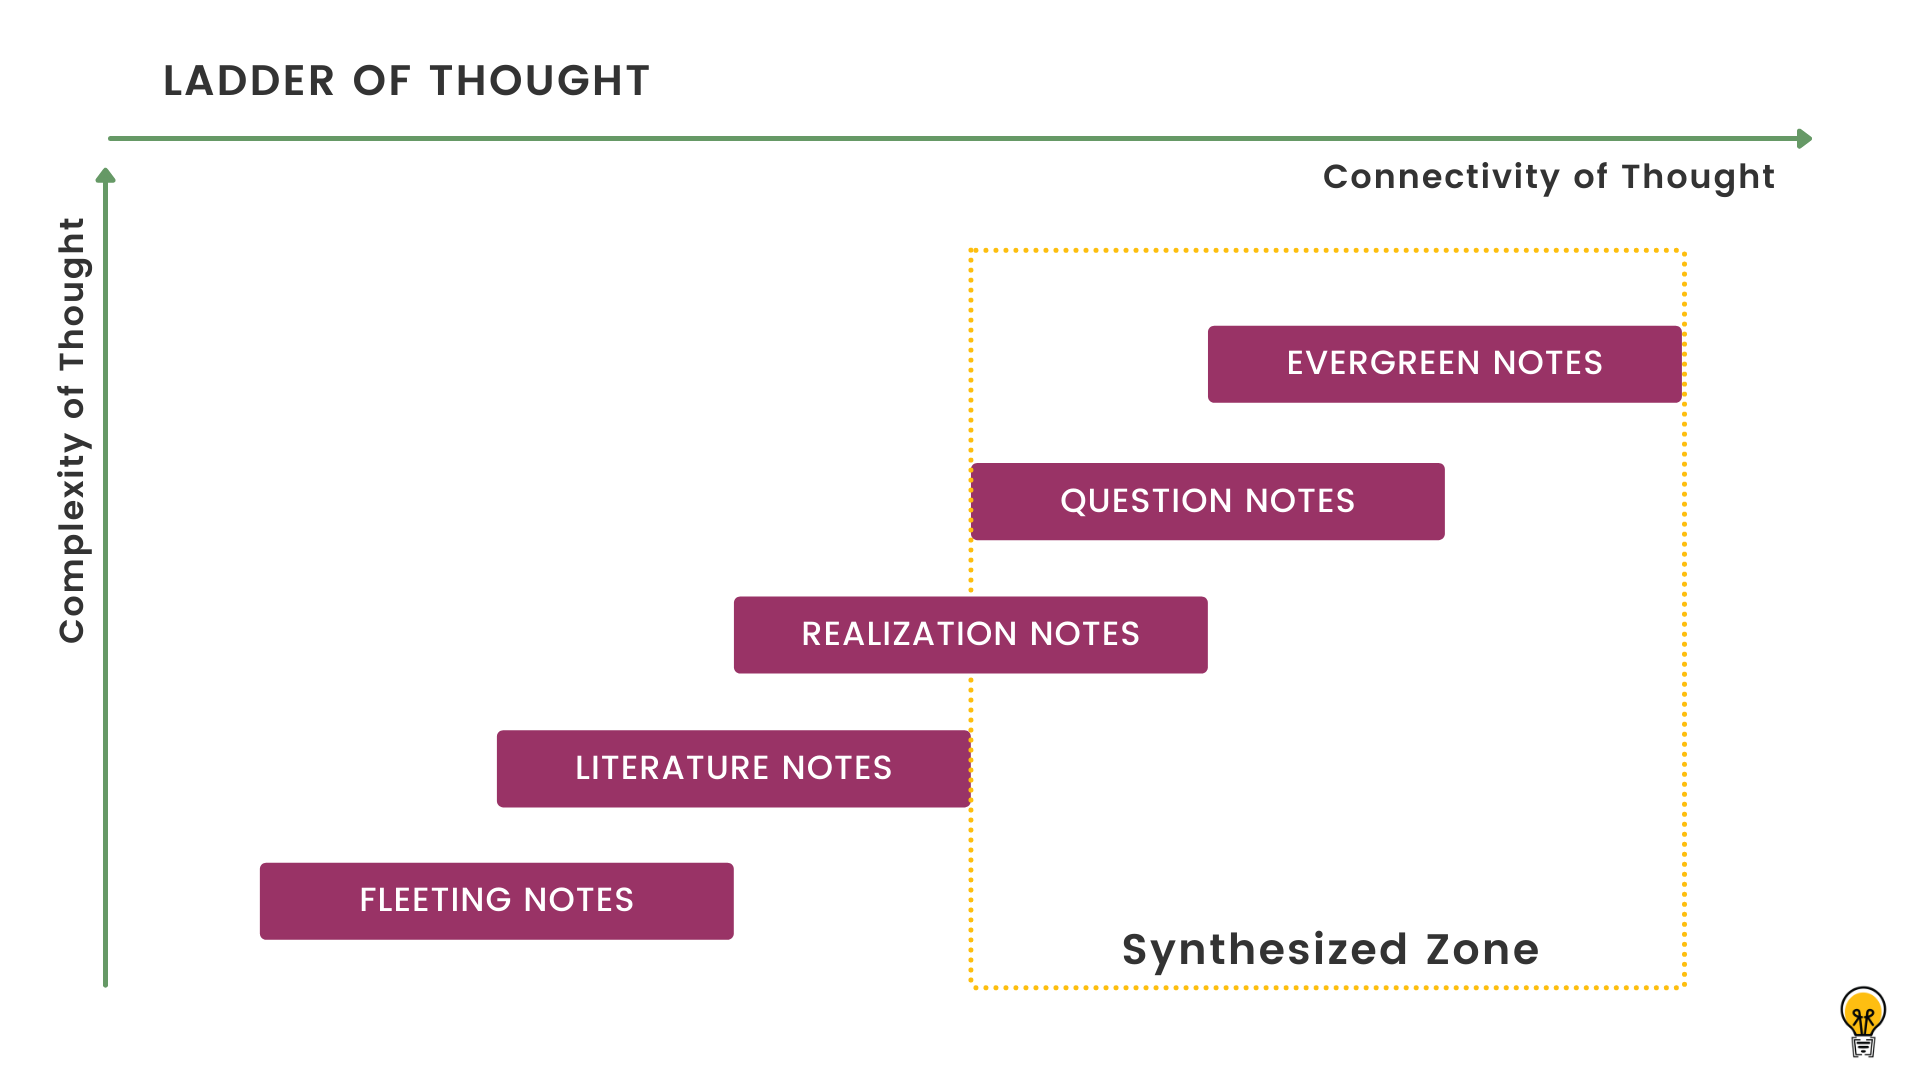 LADDER OF THOUGHT
Connectivity of Thought
Complexity of Thought
EVERGREEN NOTES
QUESTION NOTES
REALIZATION NOTES
LITERATURE NOTES
FLEETING NOTES
Synthesized Zone